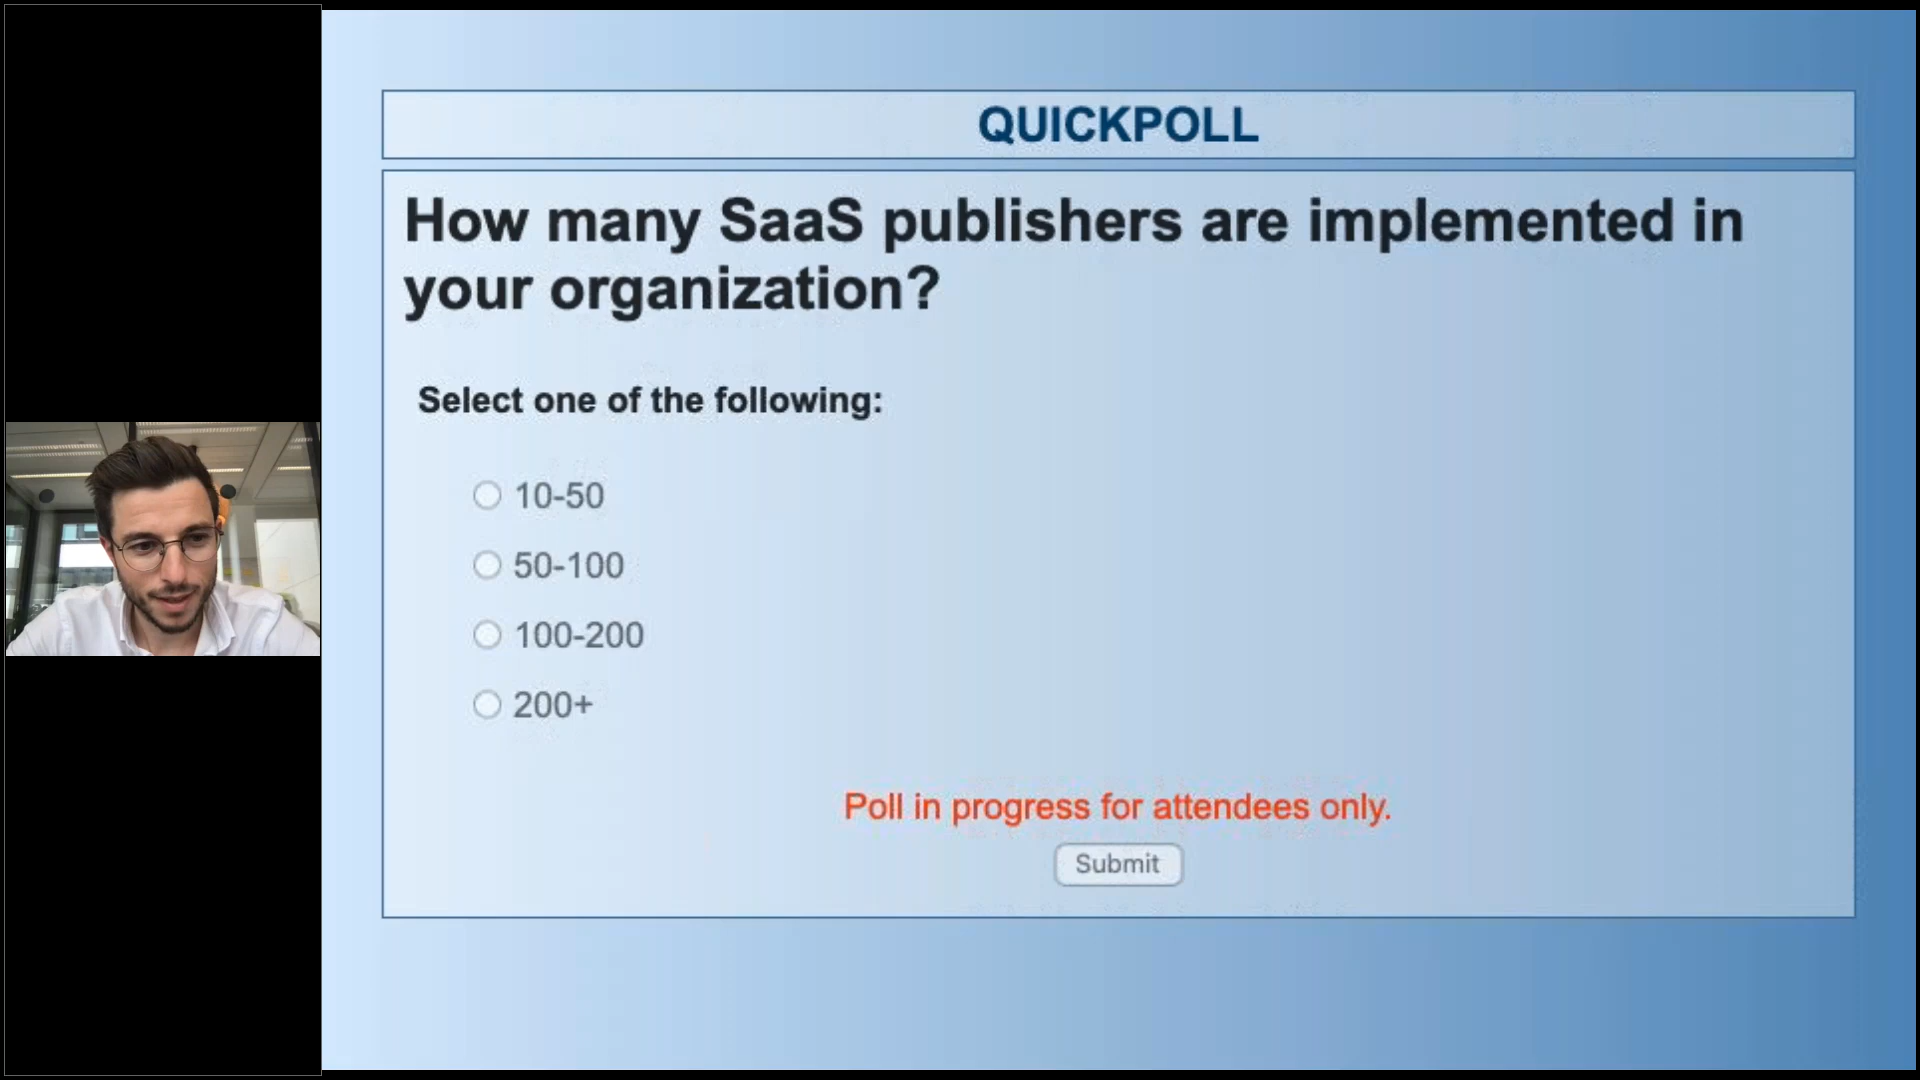 QUICKPOLL
How many SaaS publishers are implemented in
your organization?
Select one of the following:
10-50
50-100
100-200
200+
Poll in progress for attendees only.
Submit